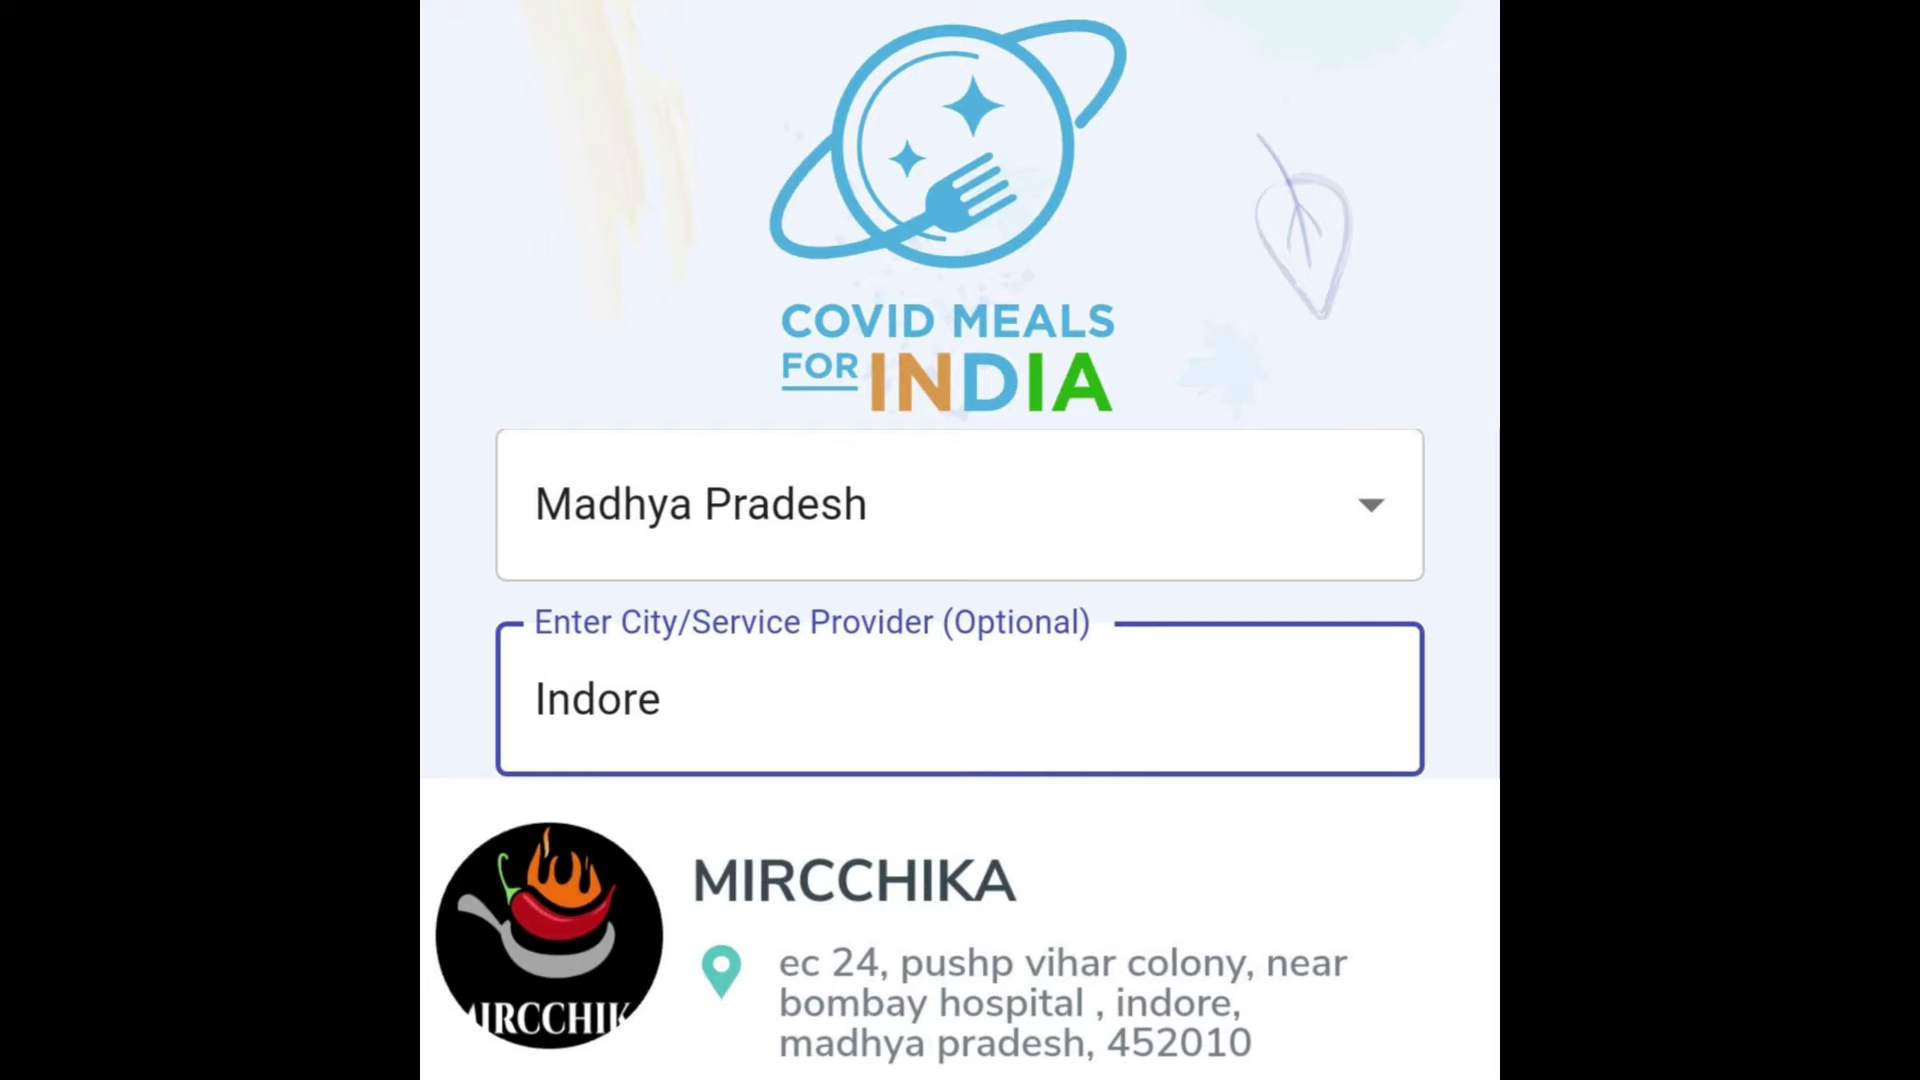 COVID MEALS
FOR INDIA
Madhya Pradesh
Enter City/Service Provider (Optional)
Indore
MIRCCHIKA
ec 24, pushp vihar colony, near
bombay hospital , indore,
madhya pradesh, 452010